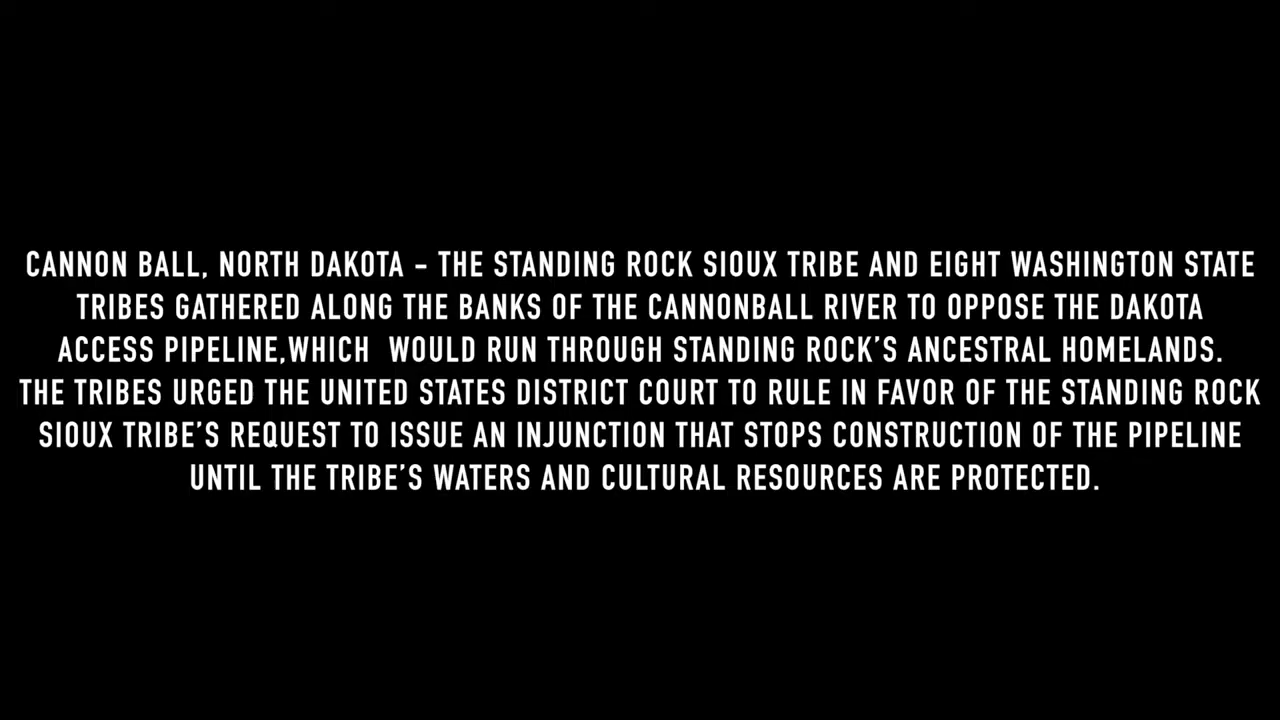 CANNON BALL, NORTH DAKOTA - THE STANDING ROCK SIOUX TRIBE AND EIGHT WASHINGTON STATE
TRIBES GATHERED ALONG THE BANKS OF THE CANNONBALL RIVER TO OPPOSE THE DAKOTA
ACCESS PIPELINE,WHICH  WOULD RUN THROUGH STANDING ROCK’S ANCESTRAL HOMELANDS.
THE TRIBES URGED THE UNITED STATES DISTRICT COURT TO RULE IN FAVOR OF THE STANDING ROCK
SIOUX TRIBE’S REQUEST TO ISSUE AN INJUNCTION THAT STOPS CONSTRUCTION OF THE PIPELINE
UNTIL THE TRIBE’S WATERS AND CULTURAL RESOURCES ARE PROTECTED.